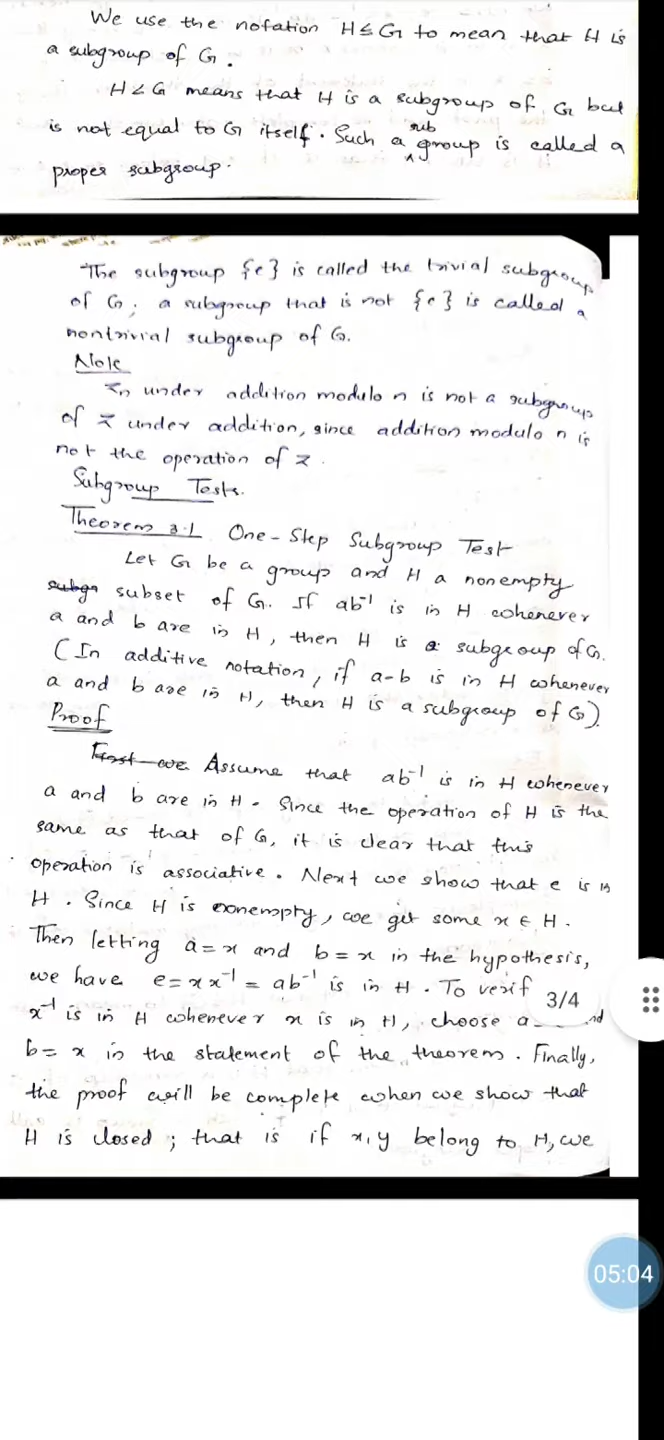 We use the notation H ≤ G to mean that H is
a subgroup of G.
H < G means that H is a subgroup of G but
is not equal to G itself. Such a subgroup is called a
proper subgroup.
The subgroup {e} is called the trivial subgroup
of G; a subgroup that is not {e} is called a
nontrivial subgroup of G.
Note
Zn under addition modulo n is not a subgroup
of Z under addition, since addition modulo n is
not the operation of Z.
Subgroup Tests.
Theorem 3.1 One-Step Subgroup Test
Let G be a group and H a nonempty
subset of G. If ab⁻¹ is in H whenever
a and b are in H, then H is a subgroup of G.
(In additive notation, if a-b is in H whenever
a and b are in H, then H is a subgroup of G)
Proof
First we Assume that ab⁻¹ is in H whenever
a and b are in H. Since the operation of H is the
same as that of G, it is clear that this
operation is associative. Next we show that e is in
H. Since H is nonempty, we get some x ∈ H.
Then letting a = x and b = x in the hypothesis,
we have e = xx⁻¹ = ab⁻¹ is in H. To verif
3/4
x⁻¹ is in H whenever x is in H, choose a = nd
b = x in the statement of the theorem. Finally,
the proof will be complete when we show that
H is closed; that is if x, y belong to H, we
05:04